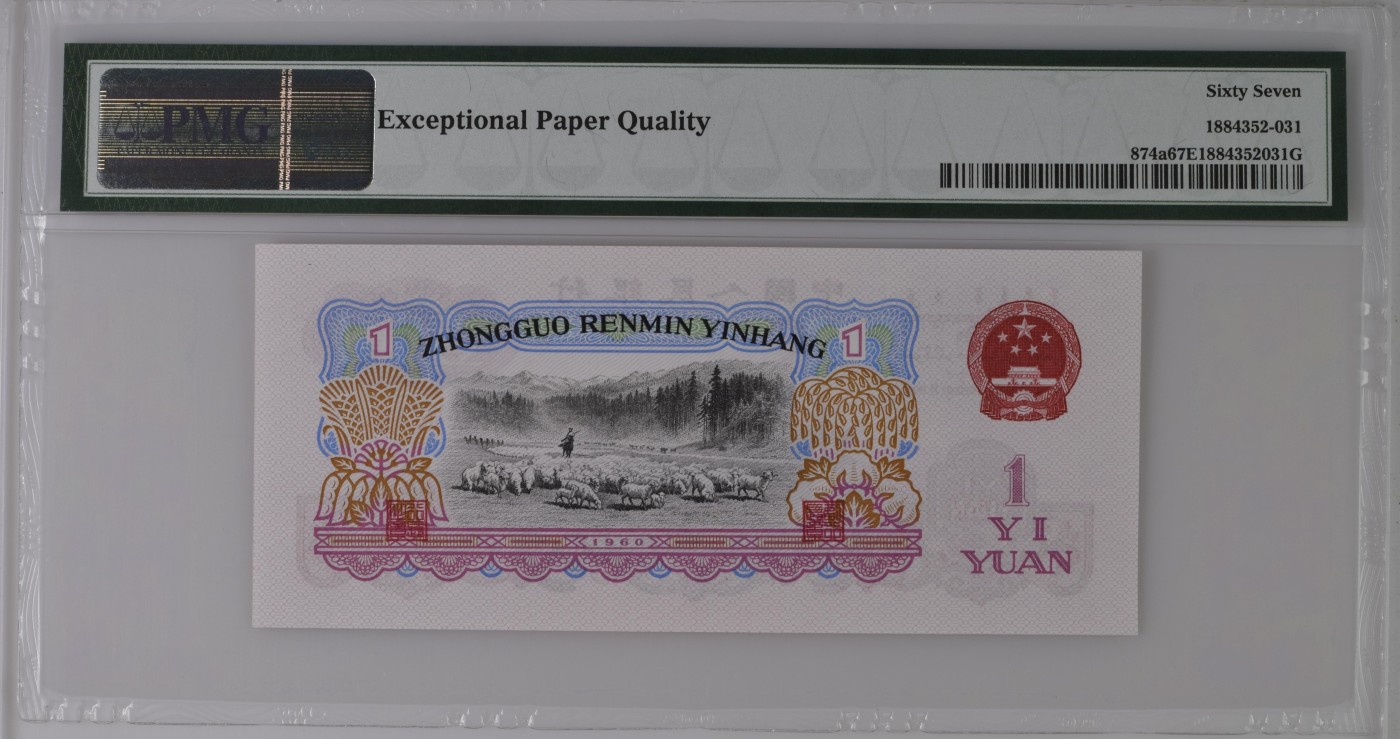 PMG
Exceptional Paper Quality
Sixty Seven
1884352-031
874a67E1884352031G
ZHONGGUO RENMIN YINHANG
1
1
1960
1
YI
YUAN